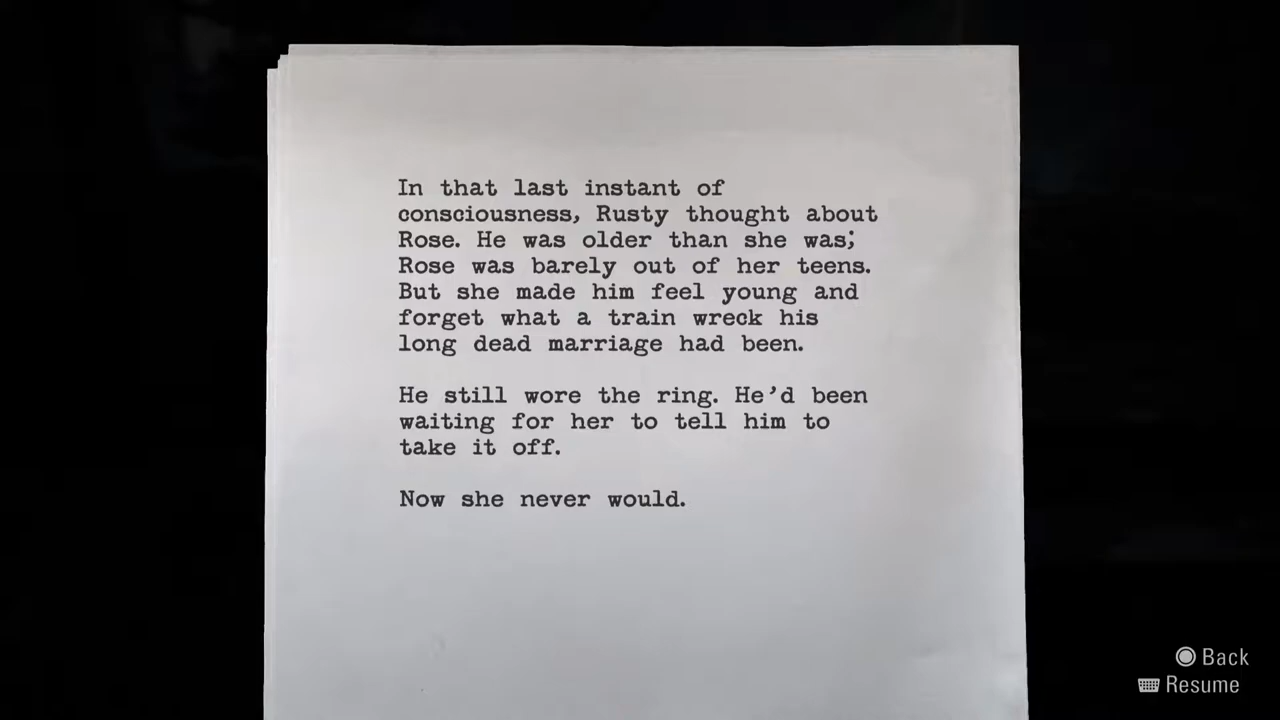 In that last instant of
consciousness, Rusty thought about
Rose. He was older than she was;
Rose was barely out of her teens.
But she made him feel young and
forget what a train wreck his
long dead marriage had been.
He still wore the ring. He’d been
waiting for her to tell him to
take it off.
Now she never would.
Back
Resume